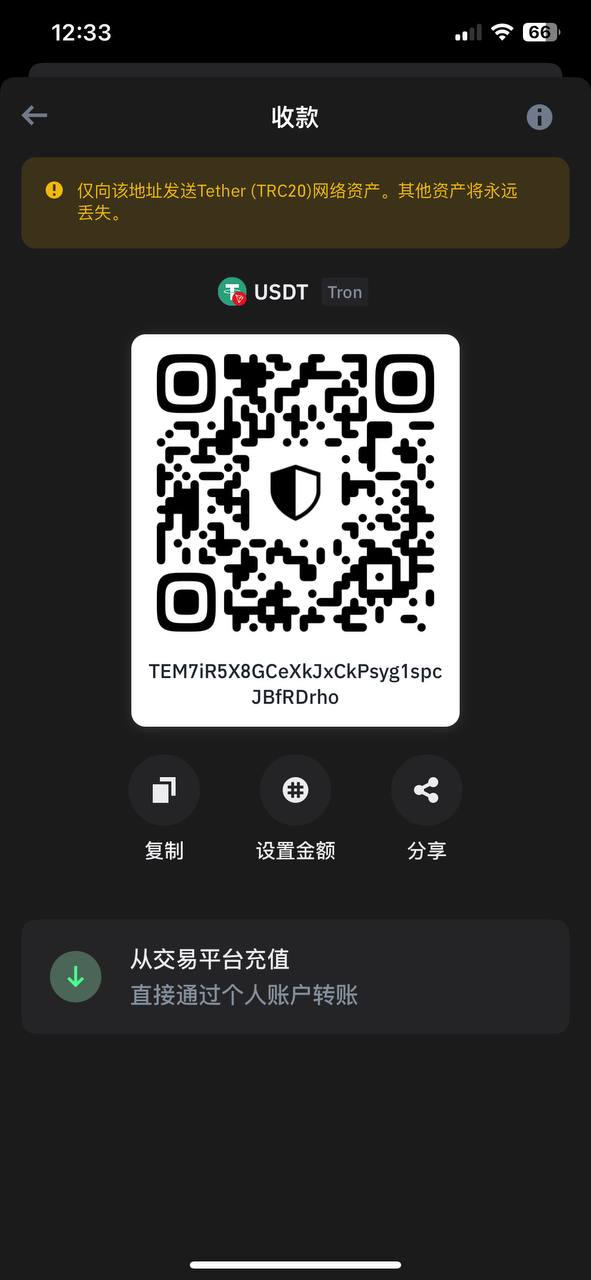 12:33
66
收款
仅向该地址发送Tether (TRC20)网络资产。其他资产将永远
丢失。
USDT Tron
TEM7iR5X8GCeXkJxCkPsyg1spc
JBfRDrho
复制
设置金额
分享
从交易平台充值
直接通过个人账户转账